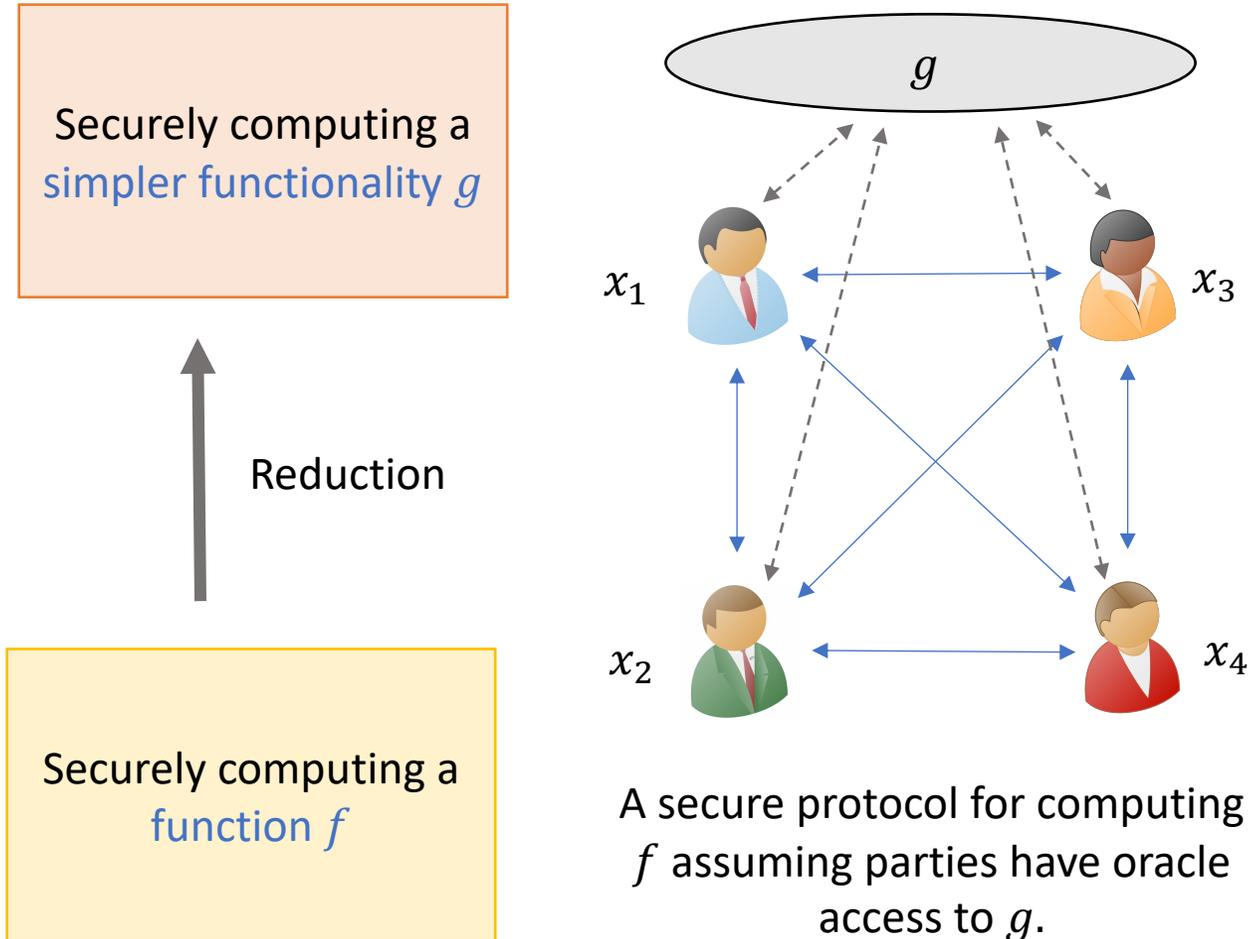 Securely computing a
simpler functionality g
Reduction
Securely computing a
function f
g
x₁
x₃
x₂
x₄
A secure protocol for computing
f assuming parties have oracle
access to g.